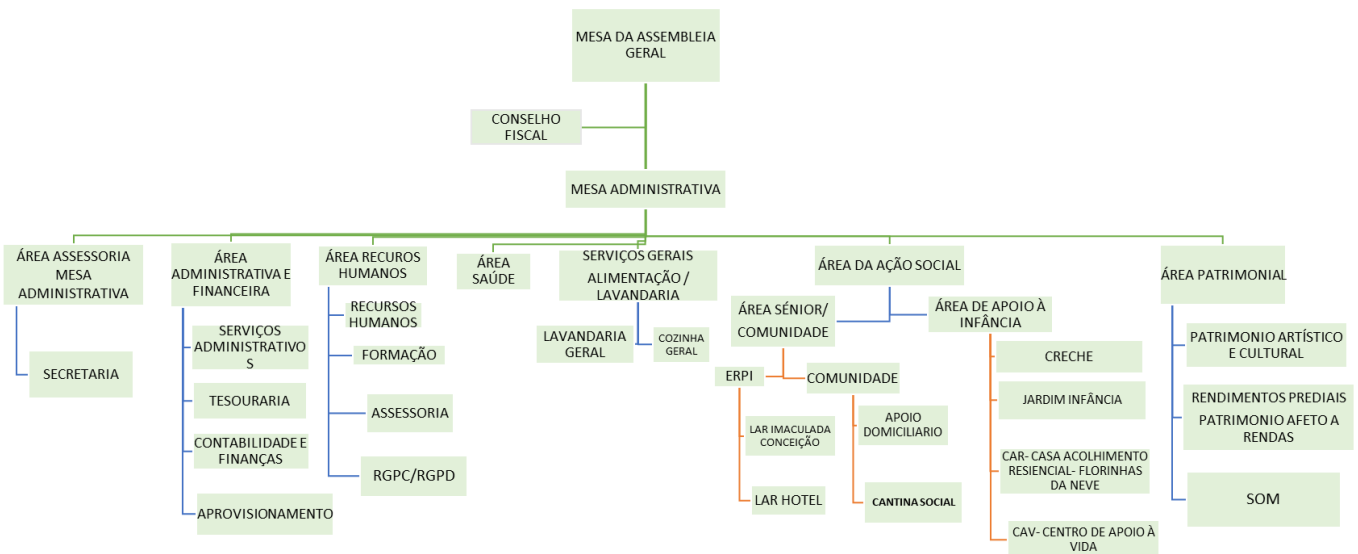 MESA DA ASSEMBLEIA
GERAL
CONSELHO
FISCAL
MESA ADMINISTRATIVA
ÁREA ASSESSORIA
MESA
ADMINISTRATIVA
SECRETARIA
ÁREA
ADMINISTRATIVA E
FINANCEIRA
SERVIÇOS
ADMINISTRATIVO
S
TESOURARIA
CONTABILIDADE E
FINANÇAS
APROVISIONAMENTO
ÁREA RECUROS
HUMANOS
RECURSOS
HUMANOS
FORMAÇÃO
ASSESSORIA
RGPC/RGPD
ÁREA
SAÚDE
SERVIÇOS GERAIS
ALIMENTAÇÃO /
LAVANDARIA
LAVANDARIA
GERAL
COZINHA
GERAL
ÁREA DA AÇÃO SOCIAL
ÁREA SÉNIOR/
COMUNIDADE
ERPI
LAR IMACULADA
CONCEIÇÃO
LAR HOTEL
COMUNIDADE
APOIO
DOMICILIARIO
CANTINA SOCIAL
ÁREA DE APOIO À
INFÂNCIA
CRECHE
JARDIM INFÂNCIA
CAR- CASA ACOLHIMENTO
RESIENCIAL- FLORINHAS
DA NEVE
CAV- CENTRO DE APOIO À
VIDA
ÁREA PATRIMONIAL
PATRIMONIO ARTÍSTICO
E CULTURAL
RENDIMENTOS PREDIAIS
PATRIMONIO AFETO A
RENDAS
SOM